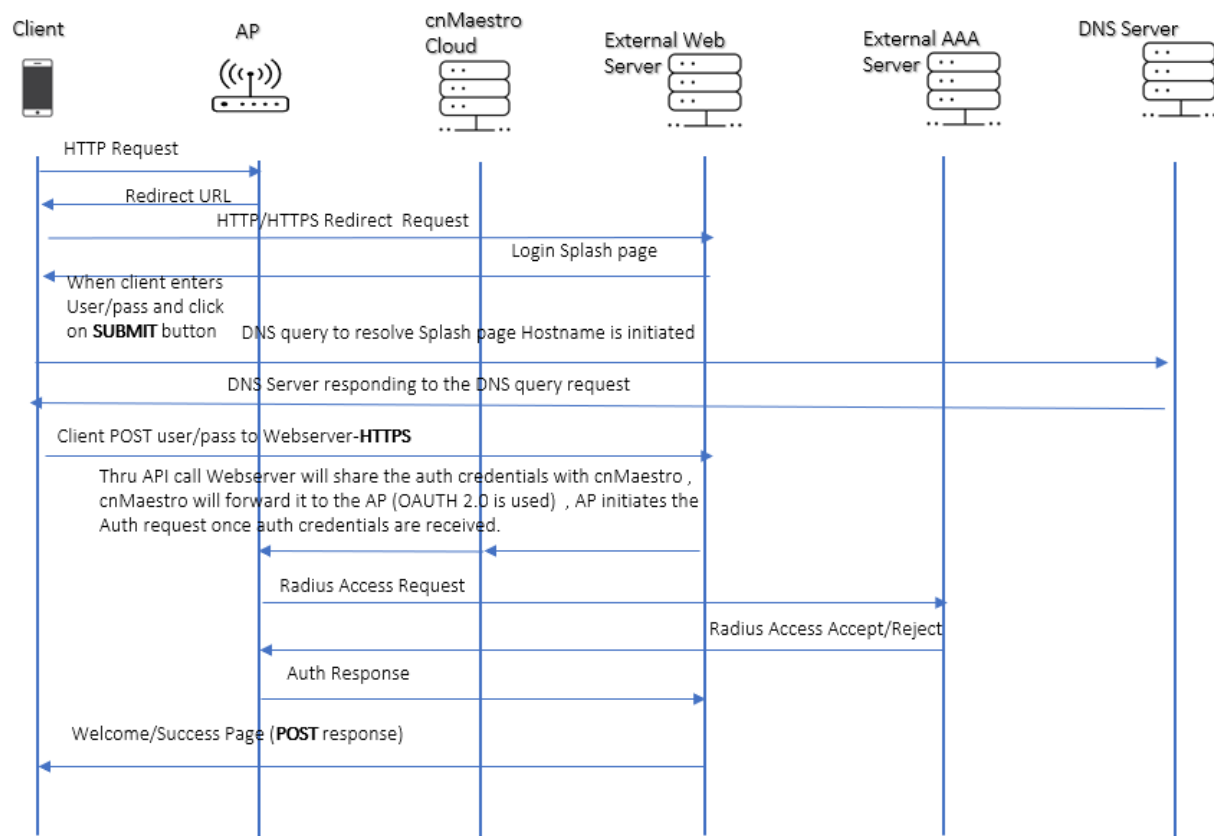 Client
AP
cnMaestro
Cloud
External Web
Server
External AAA
Server
DNS Server
HTTP Request
Redirect URL
HTTP/HTTPS Redirect Request
Login Splash page
When client enters
User/pass and click
on SUBMIT button
DNS query to resolve Splash page Hostname is initiated
DNS Server responding to the DNS query request
Client POST user/pass to Webserver-HTTPS
Thru API call Webserver will share the auth credentials with cnMaestro ,
cnMaestro will forward it to the AP (OAUTH 2.0 is used) , AP initiates the
Auth request once auth credentials are received.
Radius Access Request
Radius Access Accept/Reject
Auth Response
Welcome/Success Page (POST response)